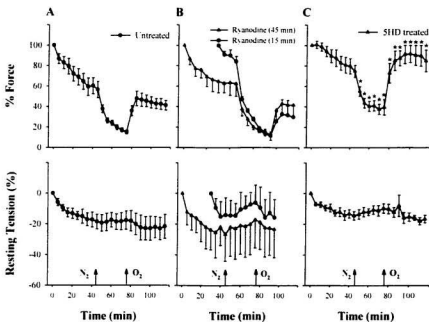 A
B
C
Untreated
Ryanodine (45 min)
Ryanodine (15 min)
5HD treated
% Force
100
80
60
40
20
0
Resting Tension (%)
0
-20
-40
-60
N2 O2
N2 O2
N2 O2
0 20 40 60 80 100
0 20 40 60 80 100
0 20 40 60 80 100
Time (min)
Time (min)
Time (min)